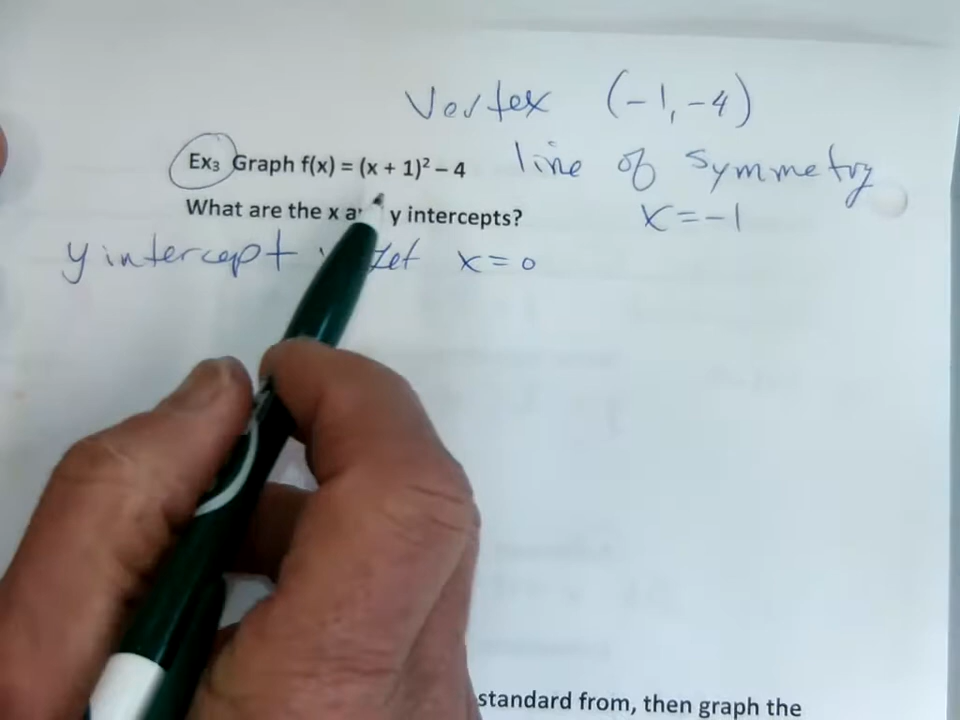 Vertex (-1, -4)
Ex3 Graph f(x) = (x + 1)² – 4
line of symmetry
What are the x y intercepts?
x = -1
y intercept Let x = 0
standard from, then graph the